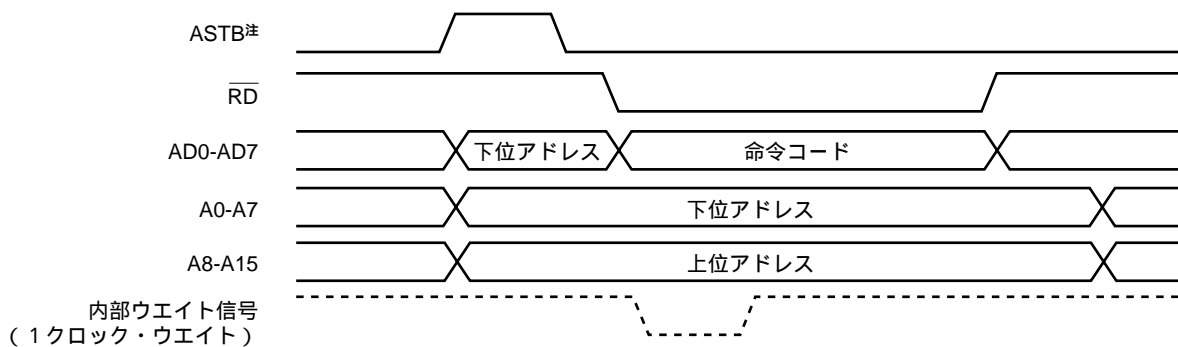 ASTB注
RD
AD0-AD7 下位アドレス 命令コード
A0-A7 下位アドレス
A8-A15 上位アドレス
内部ウエイト信号
(1クロック・ウエイト)